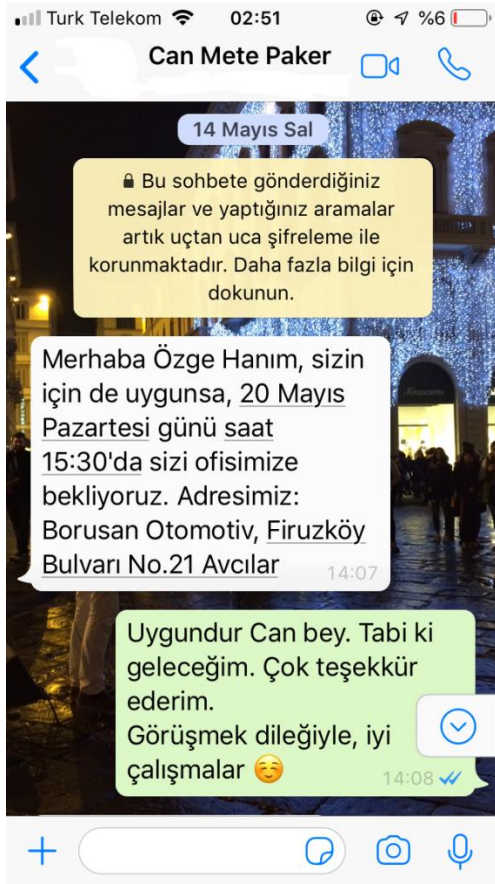 Turk Telekom 02:51 %6
Can Mete Paker
14 Mayıs Sal
Bu sohbete gönderdiğiniz
mesajlar ve yaptığınız aramalar
artık uçtan uca şifreleme ile
korunmaktadır. Daha fazla bilgi için
dokunun.
Merhaba Özge Hanım, sizin
için de uygunsa, 20 Mayıs
Pazartesi günü saat
15:30'da sizi ofisimize
bekliyoruz. Adresimiz:
Borusan Otomotiv, Firuzköy
Bulvarı No.21 Avcılar
14:07
Uygundur Can bey. Tabi ki
geleceğim. Çok teşekkür
ederim.
Görüşmek dileğiyle, iyi
çalışmalar ☺️
14:08